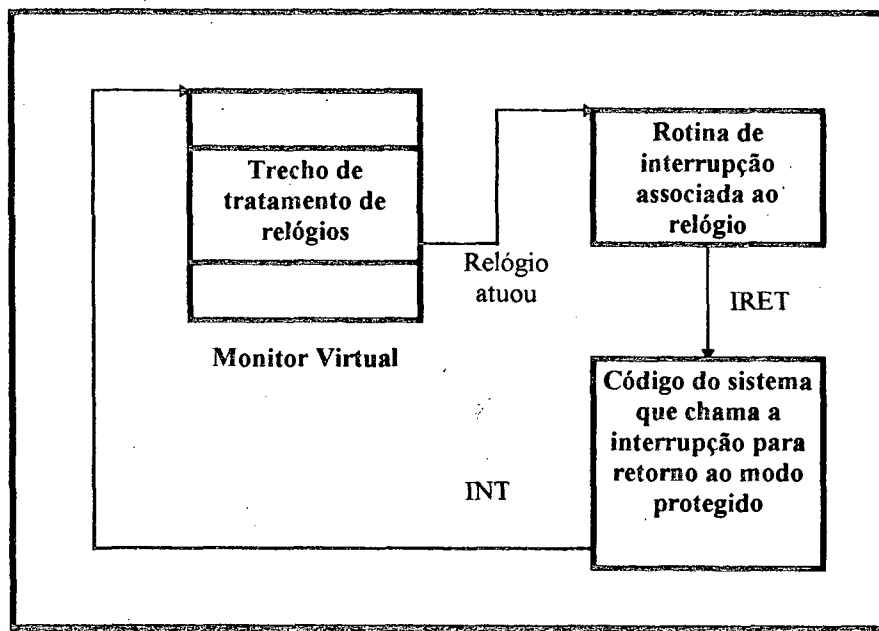 Trecho de
tratamento de
relógios
Monitor Virtual
Relógio
atuou
Rotina de
interrupção
associada ao
relógio
IRET
Código do sistema
que chama a
interrupção para
retorno ao modo
protegido
INT